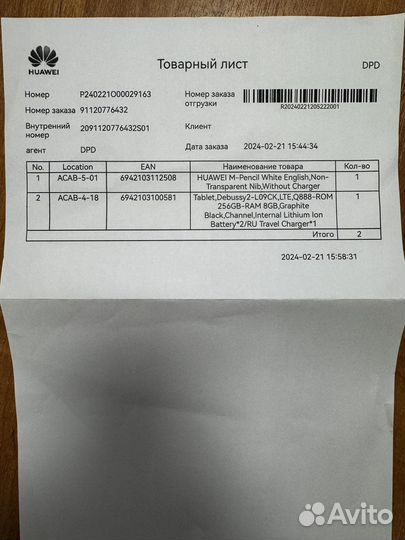 HUAWEI
Товарный лист
DPD
Номер P240221O00029163
Номер заказа отгрузки
R20240221205222001
Номер заказа 91120776432
Внутренний номер 2091120776432S01
Клиент
агент DPD
Дата заказа 2024-02-21 15:44:34
No. Location EAN Наименование товара Кол-во
1 ACAB-5-01 6942103112508 HUAWEI M-Pencil White English,Non-
Transparent Nib,Without Charger 1
2 ACAB-4-18 6942103100581 Tablet,Debussy2-L09CK,LTE,Q888-ROM
256GB-RAM 8GB,Graphite
Black,Channel,Internal Lithium Ion
Battery*2/RU Travel Charger*1 1
Итого 2
2024-02-21 15:58:31
Avito